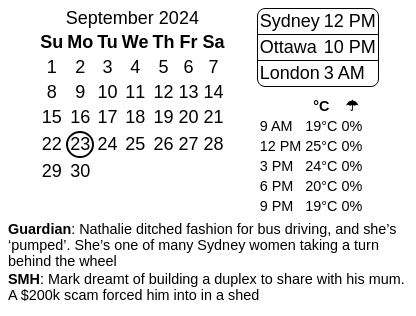 September 2024
Su Mo Tu We Th Fr Sa
1 2 3 4 5 6 7
8 9 10 11 12 13 14
15 16 17 18 19 20 21
22 23 24 25 26 27 28
29 30
Sydney 12 PM
Ottawa 10 PM
London 3 AM
°C ☂
9 AM 19°C 0%
12 PM 25°C 0%
3 PM 24°C 0%
6 PM 20°C 0%
9 PM 19°C 0%
Guardian: Nathalie ditched fashion for bus driving, and she’s
‘pumped’. She’s one of many Sydney women taking a turn
behind the wheel
SMH: Mark dreamt of building a duplex to share with his mum.
A $200k scam forced him into in a shed